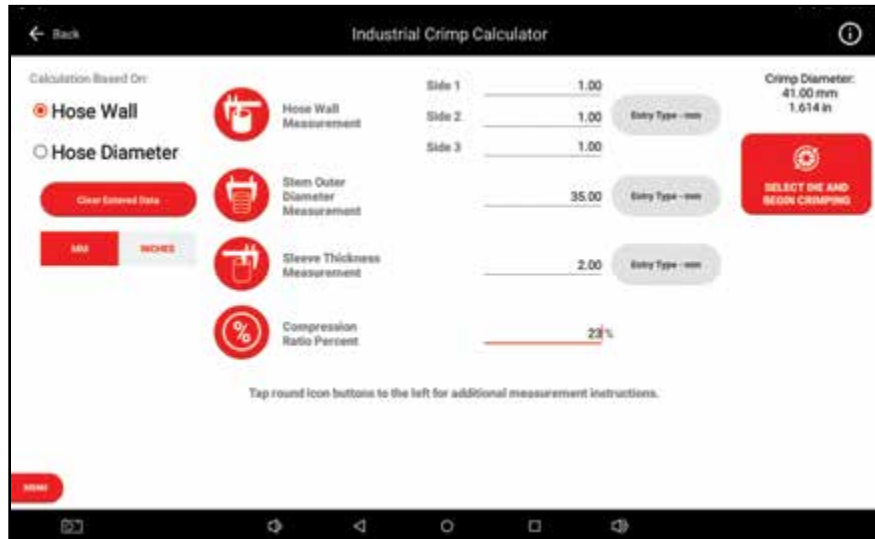 Back
Industrial Crimp Calculator
Calculation Based On:
Hose Wall
Hose Diameter
Clear Entered Data
MM INCHES
Hose Wall
Measurement
Side 1 1.00
Side 2 1.00
Side 3 1.00
Entry Type - mm
Stem Outer
Diameter
Measurement
35.00
Entry Type - mm
Sleeve Thickness
Measurement
2.00
Entry Type - mm
Compression
Ratio Percent
23 %
Crimp Diameter:
41.00 mm
1.614 in
SELECT DIE AND
BEGIN CRIMPING
Tap round icon buttons to the left for additional measurement instructions.
MENU